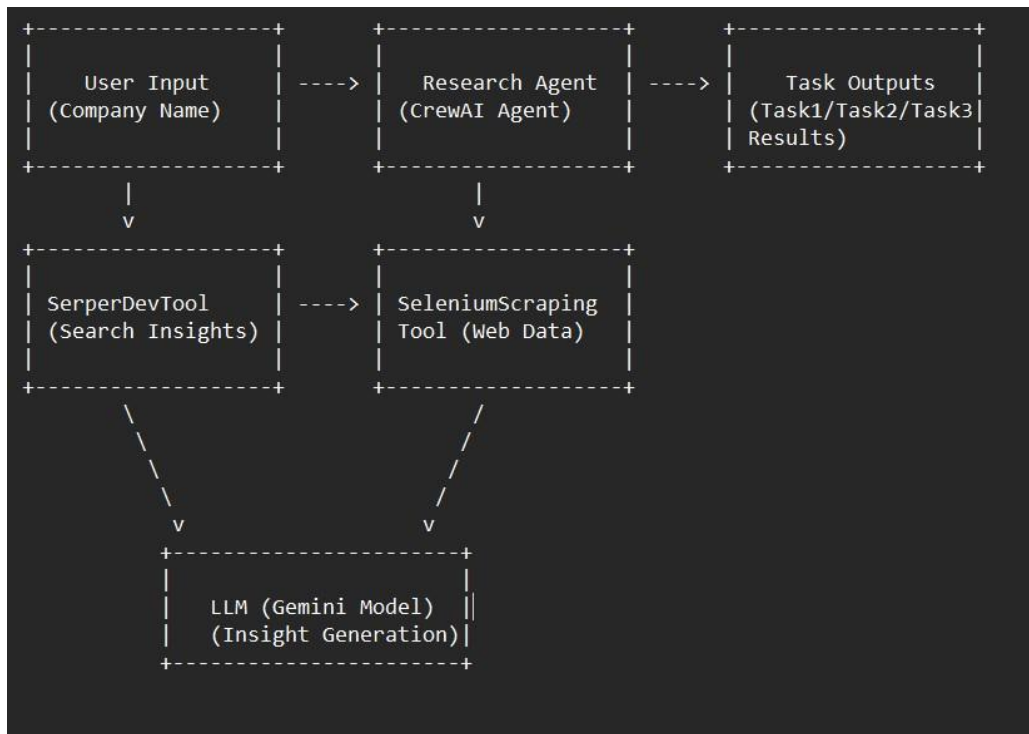 User Input ----> Research Agent ----> Task Outputs
(Company Name) (CrewAI Agent) (Task1/Task2/Task3
Results)
v v
SerperDevTool ----> SeleniumScraping
(Search Insights) Tool (Web Data)
v v
LLM (Gemini Model)
(Insight Generation)